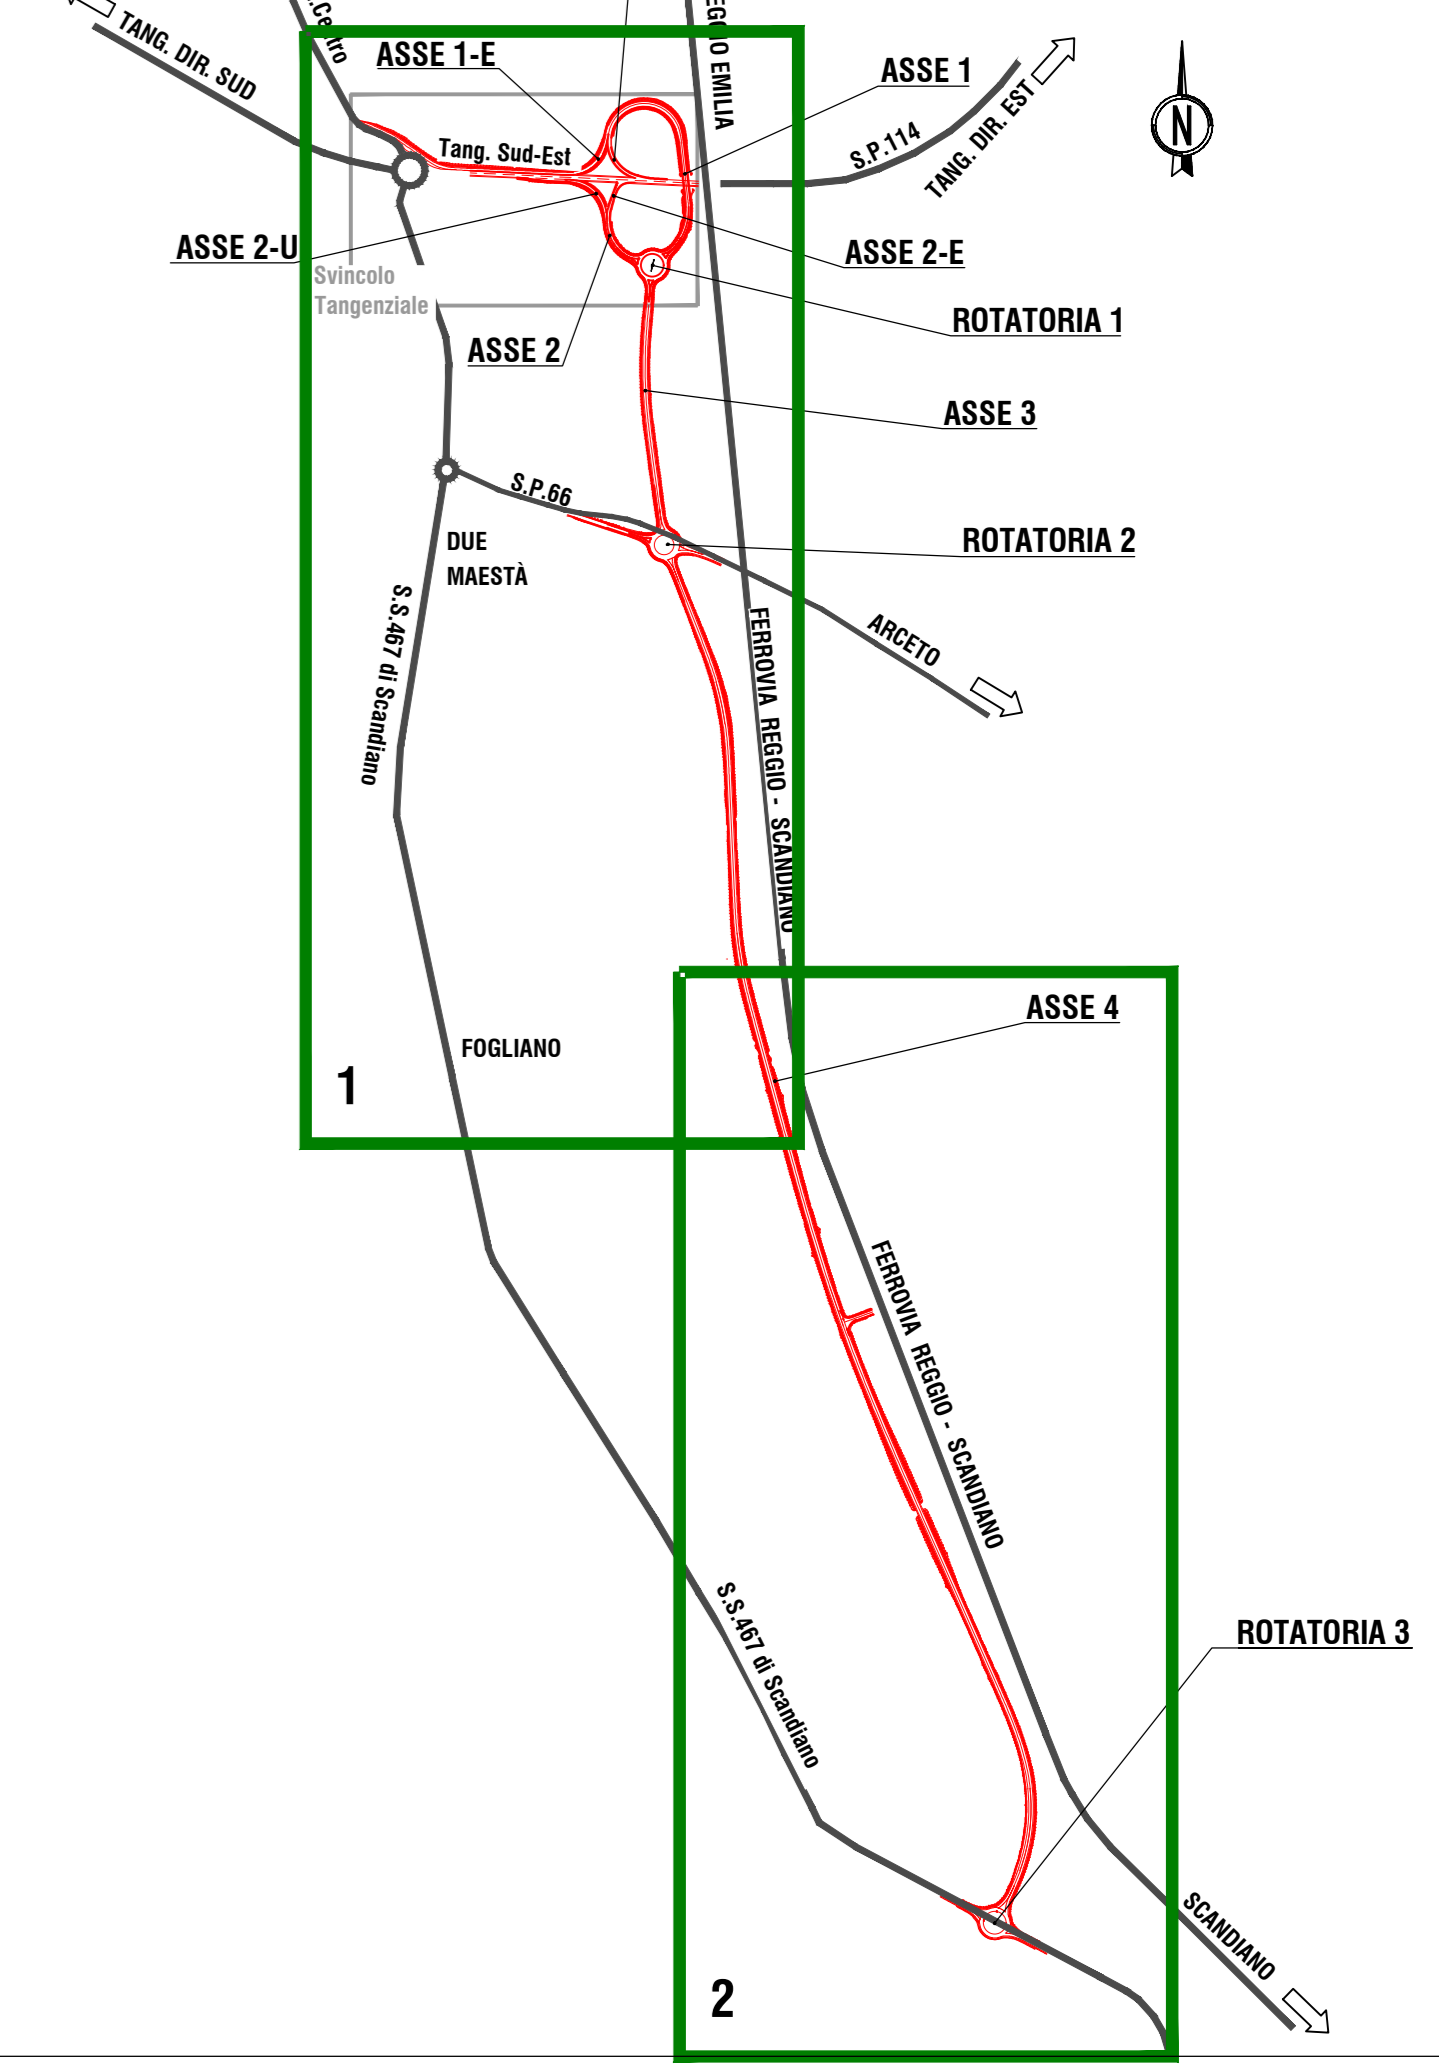 TANG. DIR. SUD
ASSE 1-E
ASSE 1
Tang. Sud-Est
S.P.114
TANG. DIR. EST
N
ASSE 2-U
ASSE 2-E
Svincolo
Tangenziale
ROTATORIA 1
ASSE 2
ASSE 3
S.P.66
DUE
MAESTÀ
ROTATORIA 2
S.S.467 di Scandiano
FERROVIA REGGIO - SCANDIANO
ARCETO
ASSE 4
FOGLIANO
1
FERROVIA REGGIO - SCANDIANO
S.S.467 di Scandiano
ROTATORIA 3
SCANDIANO
2
EMILIA